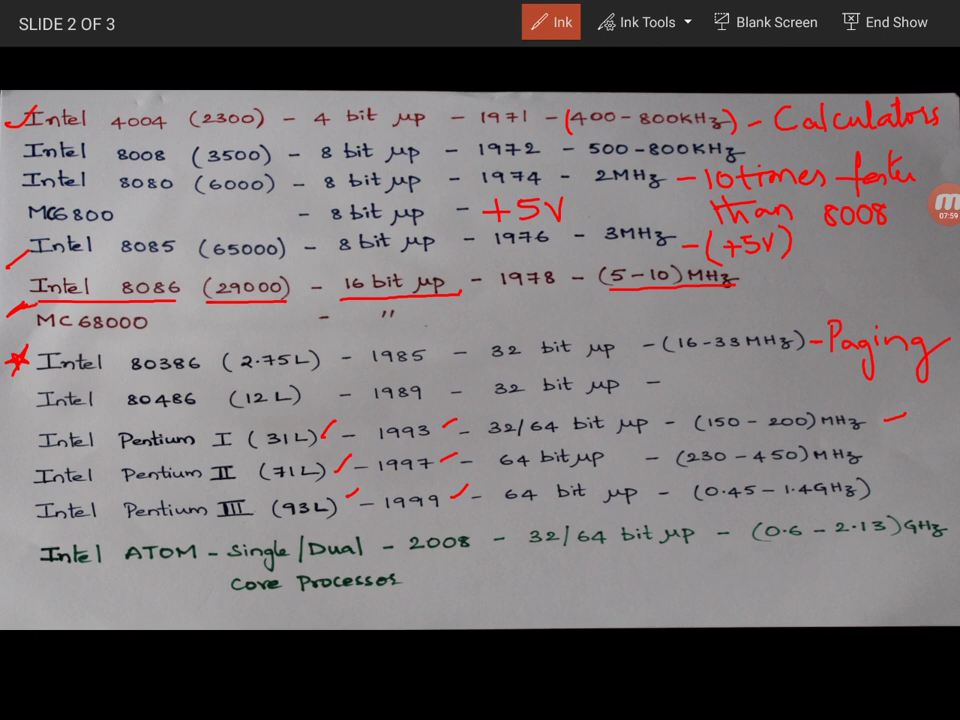 SLIDE 2 OF 3
Ink
Ink Tools
Blank Screen
End Show
Intel 4004 (2300) - 4 bit μp - 1971 - (400-800KHz) - Calculators
Intel 8008 (3500) - 8 bit μp - 1972 - 500-800KHz
Intel 8080 (6000) - 8 bit μp - 1974 - 2MHz - 10 times faster
than 8008
MC6800 - 8 bit μp - +5V
07:59
Intel 8085 (65000) - 8 bit μp - 1976 - 3MHz - (+5V)
Intel 8086 (29000) - 16 bit μp - 1978 - (5-10) MHz
MC68000 - "
Intel 80386 (2.75L) - 1985 - 32 bit μp - (16-33MHz) - Paging
Intel 80486 (12L) - 1989 - 32 bit μp -
Intel Pentium I (31L) - 1993 - 32/64 bit μp - (150-200) MHz
Intel Pentium II (71L) - 1997 - 64 bit μp - (230-450) MHz
Intel Pentium III (93L) - 1999 - 64 bit μp - (0.45-1.4GHz)
Intel ATOM - Single/Dual - 2008 - 32/64 bit μp - (0.6-2.13) GHz
Core Processos